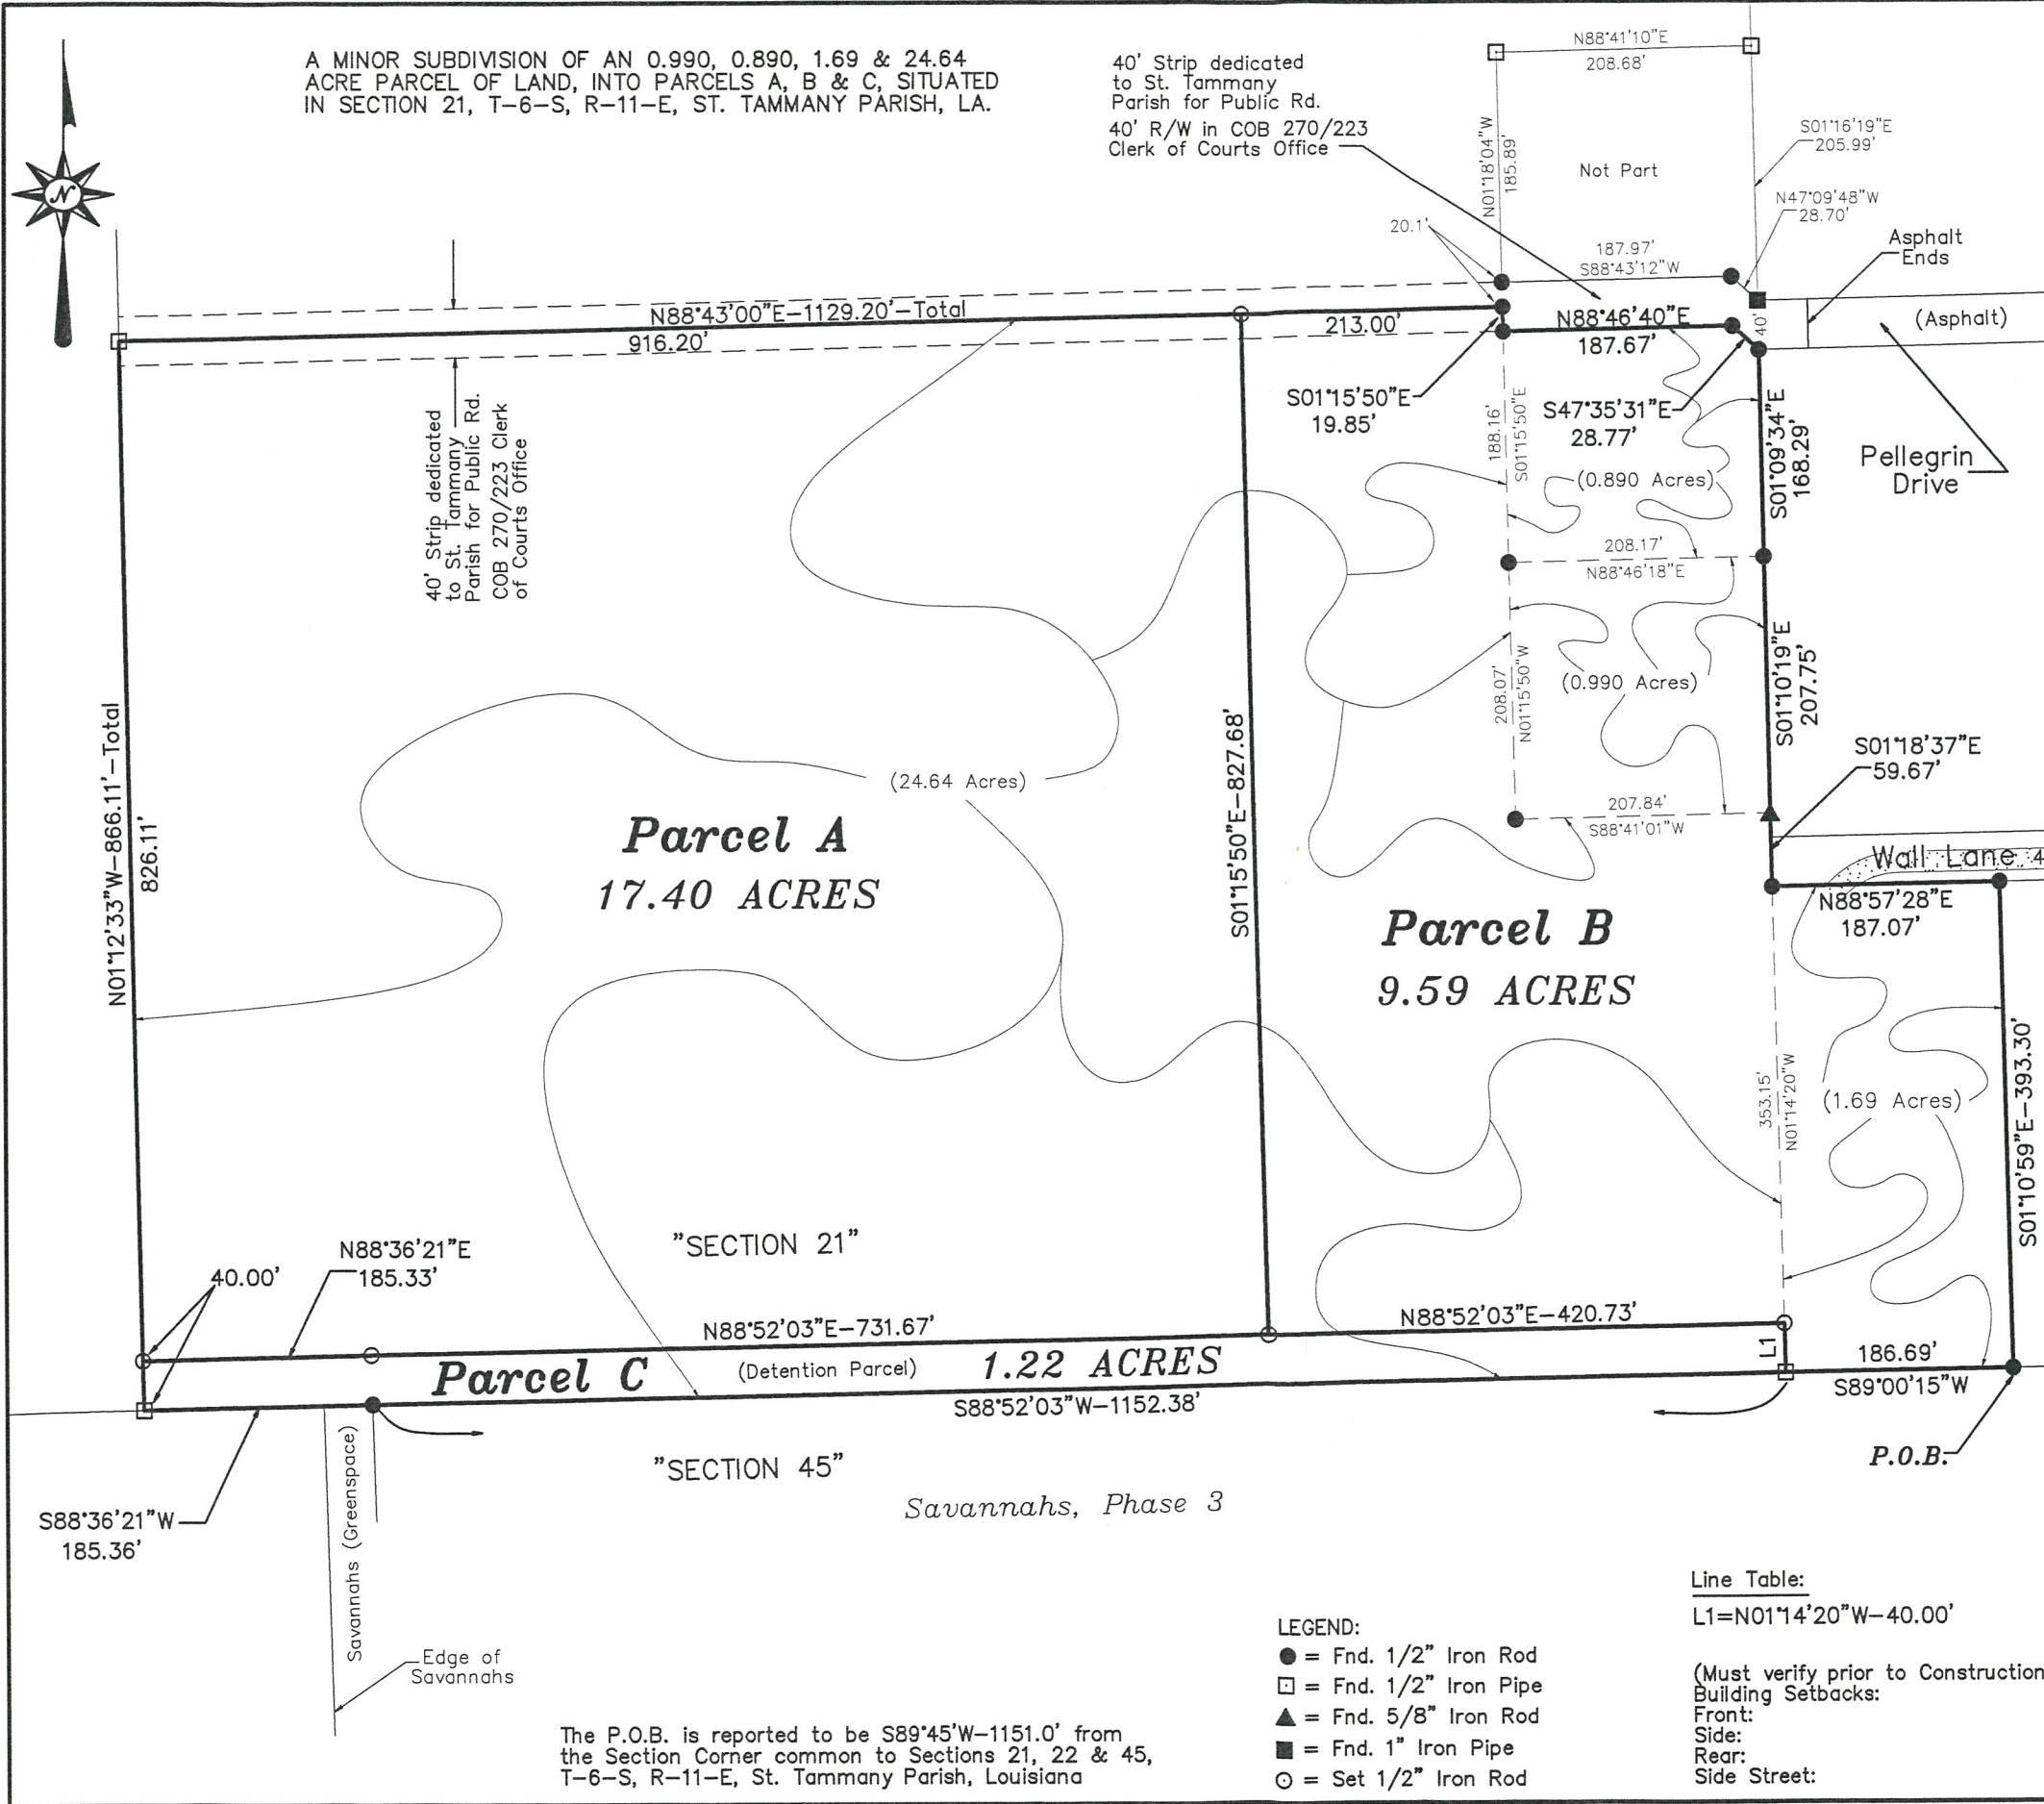 A MINOR SUBDIVISION OF AN 0.990, 0.890, 1.69 & 24.64
ACRE PARCEL OF LAND, INTO PARCELS A, B & C, SITUATED
IN SECTION 21, T-6-S, R-11-E, ST. TAMMANY PARISH, LA.
40' Strip dedicated
to St. Tammany
Parish for Public Rd.
40' R/W in COB 270/223
Clerk of Courts Office
N88°41'10"E
208.68'
N01°18'04"W
185.89'
Not Part
S01°16'19"E
205.99'
N47°09'48"W
28.70'
Asphalt
Ends
N
20.1'
187.97'
S88°43'12"W
N88°43'00"E-1129.20'-Total
916.20'
213.00'
N88°46'40"E
187.67'
40'
(Asphalt)
S01°15'50"E
19.85'
S47°35'31"E
28.77'
40' Strip dedicated
to St. Tammany
Parish for Public Rd.
COB 270/223 Clerk
of Courts Office
188.16'
S01°15'50"E
(0.890 Acres)
S01°09'34"E
168.29'
Pellegrin
Drive
208.17'
N88°46'18"E
208.07'
N01°15'50"W
(0.990 Acres)
S01°10'19"E
207.75'
S01°18'37"E
59.67'
207.84'
S88°41'01"W
N01°12'33"W-866.11'-Total
826.11'
(24.64 Acres)
Parcel A
17.40 ACRES
S01°15'50"E-827.68'
Parcel B
9.59 ACRES
Wall Lane 4
N88°57'28"E
187.07'
353.15'
N01°14'20"W
(1.69 Acres)
S01°10'59"E-393.30'
"SECTION 21"
40.00'
N88°36'21"E
185.33'
N88°52'03"E-731.67'
N88°52'03"E-420.73'
L1
Parcel C (Detention Parcel) 1.22 ACRES
S88°52'03"W-1152.38'
186.69'
S89°00'15"W
P.O.B.
"SECTION 45"
Savannahs, Phase 3
S88°36'21"W
185.36'
Savannahs (Greenspace)
Edge of
Savannahs
The P.O.B. is reported to be S89°45'W-1151.0' from
the Section Corner common to Sections 21, 22 & 45,
T-6-S, R-11-E, St. Tammany Parish, Louisiana
LEGEND:
● = Fnd. 1/2" Iron Rod
⊡ = Fnd. 1/2" Iron Pipe
▲ = Fnd. 5/8" Iron Rod
■ = Fnd. 1" Iron Pipe
⊙ = Set 1/2" Iron Rod
Line Table:
L1=N01°14'20"W-40.00'
(Must verify prior to Construction
Building Setbacks:
Front:
Side:
Rear:
Side Street: